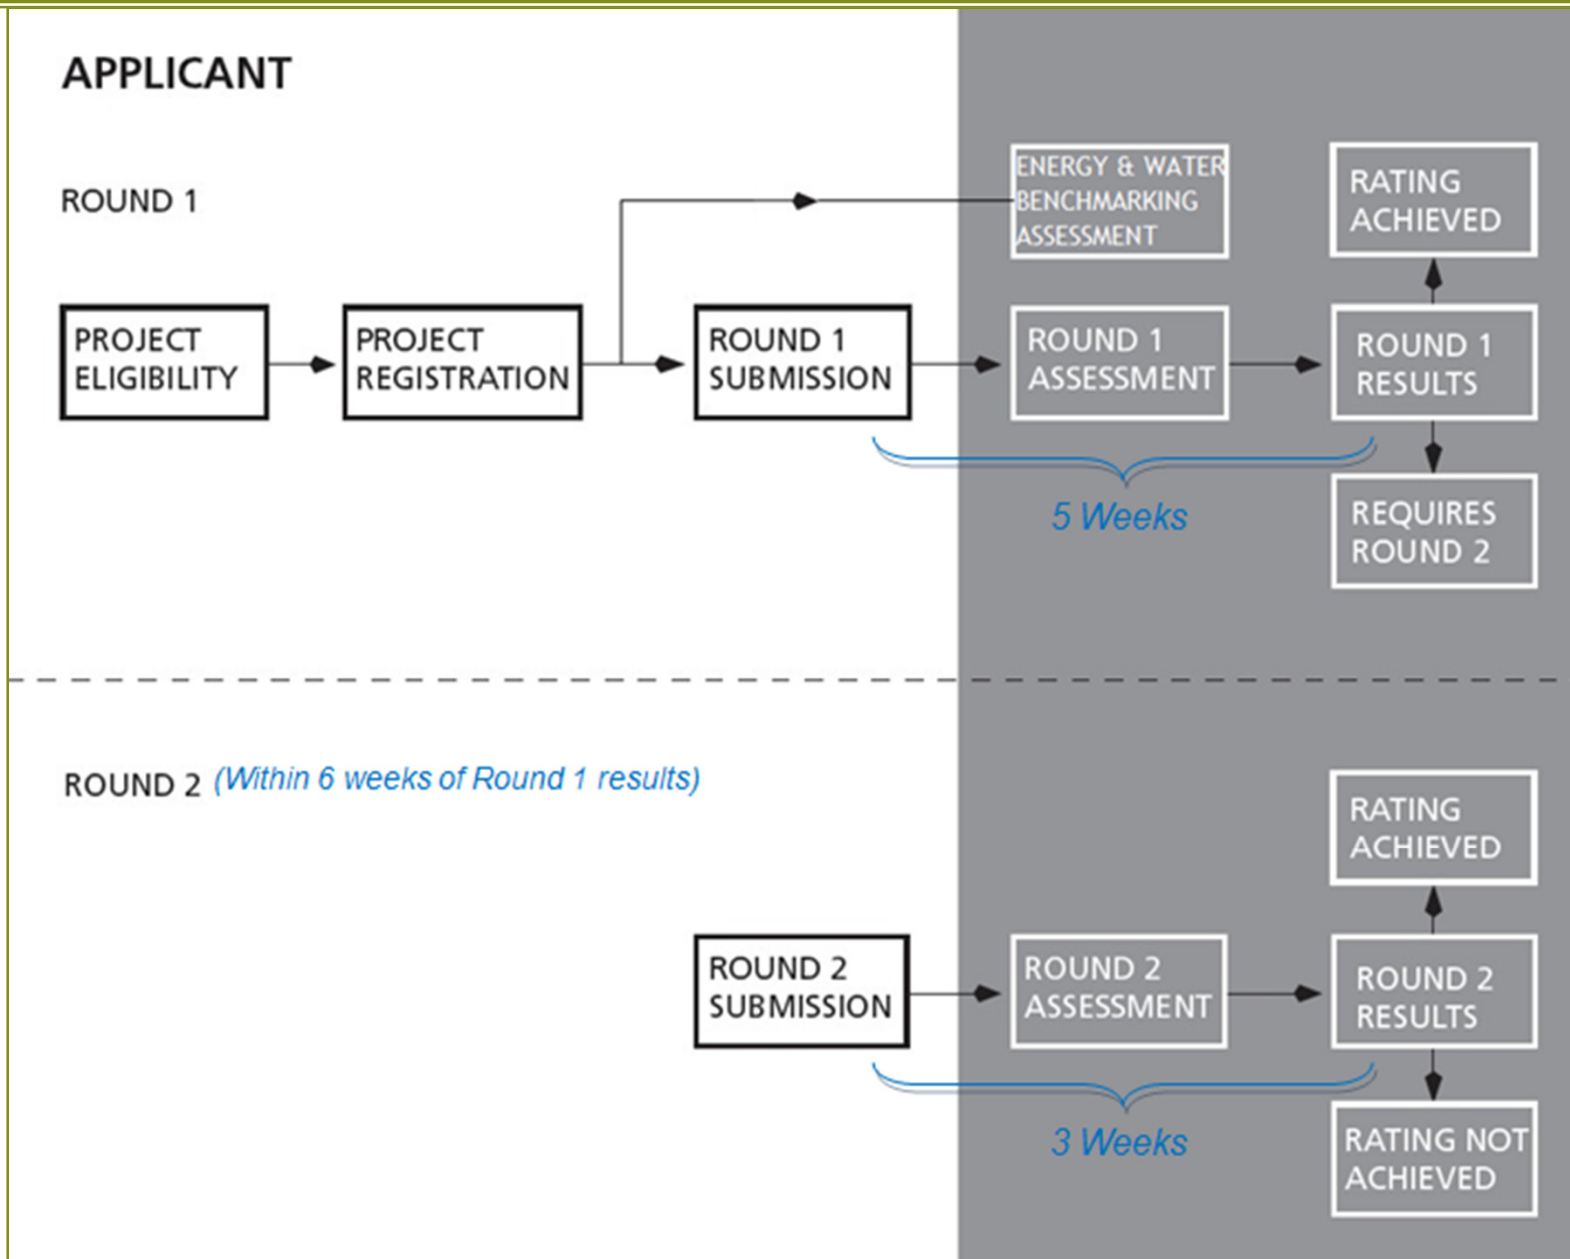 APPLICANT
ROUND 1
ENERGY & WATER
BENCHMARKING
ASSESSMENT
RATING
ACHIEVED
PROJECT
ELIGIBILITY
PROJECT
REGISTRATION
ROUND 1
SUBMISSION
ROUND 1
ASSESSMENT
ROUND 1
RESULTS
5 Weeks
REQUIRES
ROUND 2
ROUND 2 (Within 6 weeks of Round 1 results)
RATING
ACHIEVED
ROUND 2
SUBMISSION
ROUND 2
ASSESSMENT
ROUND 2
RESULTS
3 Weeks
RATING NOT
ACHIEVED